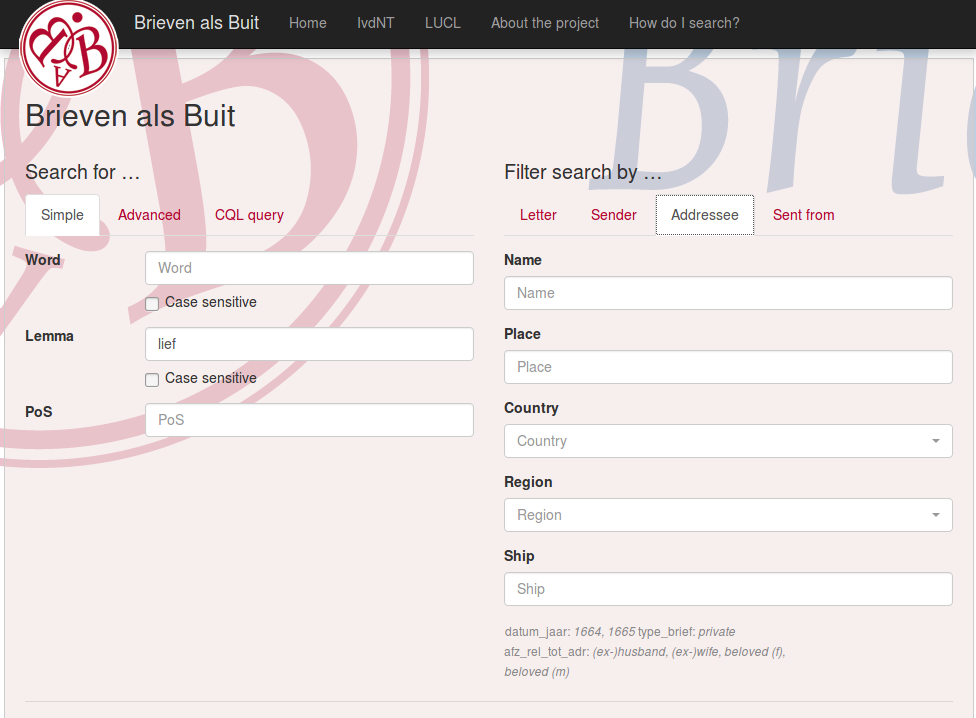 Brieven als Buit Home IvdNT LUCL About the project How do I search?
Brieven als Buit
Search for …
Simple Advanced CQL query
Word
Word
Case sensitive
Lemma
lief
Case sensitive
PoS
PoS
Filter search by …
Letter Sender Addressee Sent from
Name
Name
Place
Place
Country
Country
Region
Region
Ship
Ship
datum_jaar: 1664, 1665 type_brief: private
afz_rel_tot_adr: (ex-)husband, (ex-)wife, beloved (f),
beloved (m)